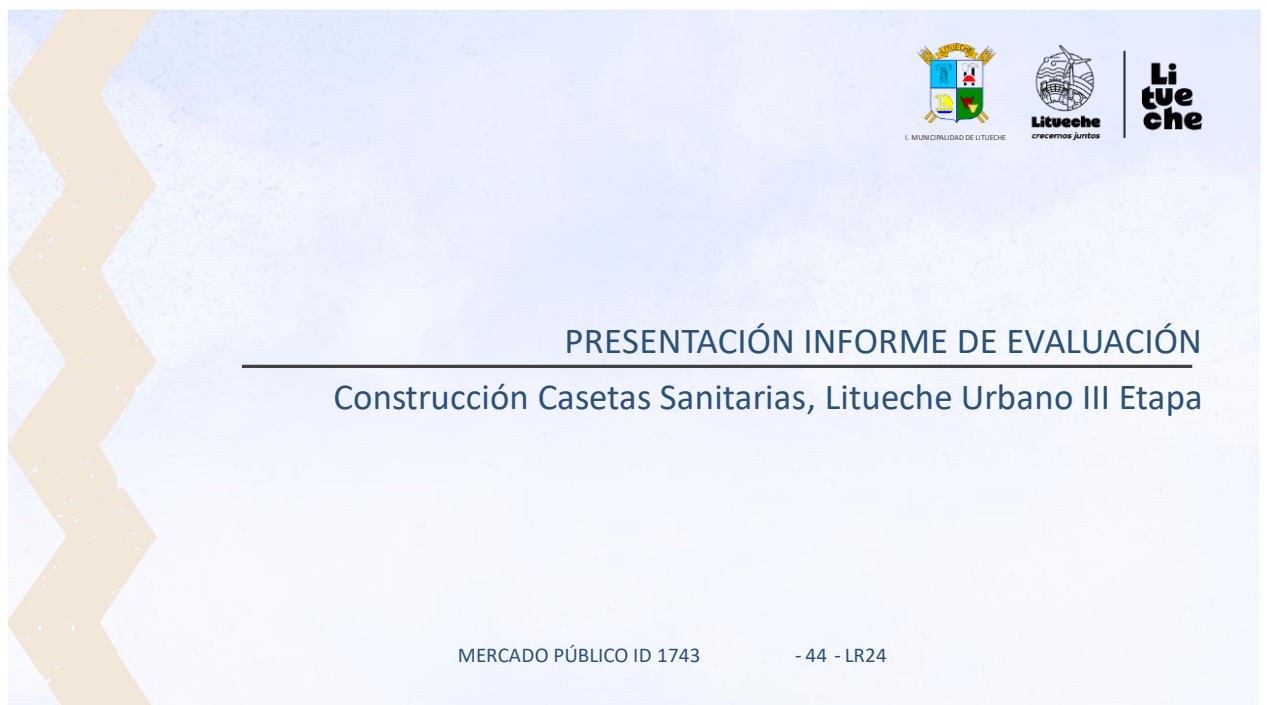 LITUECHE
I. MUNICIPALIDAD DE LITUECHE
Litueche
crecemos juntos
Li
tue
che
PRESENTACIÓN INFORME DE EVALUACIÓN
Construcción Casetas Sanitarias, Litueche Urbano III Etapa
MERCADO PÚBLICO ID 1743 - 44 - LR24